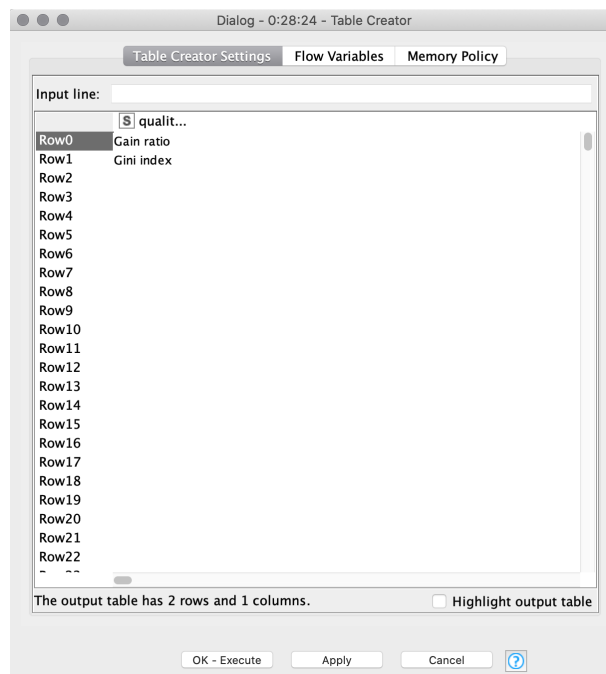 Dialog - 0:28:24 - Table Creator
Table Creator Settings Flow Variables Memory Policy
Input line:
S qualit...
Row0 Gain ratio
Row1 Gini index
Row2
Row3
Row4
Row5
Row6
Row7
Row8
Row9
Row10
Row11
Row12
Row13
Row14
Row15
Row16
Row17
Row18
Row19
Row20
Row21
Row22
The output table has 2 rows and 1 columns. Highlight output table
OK - Execute Apply Cancel ?